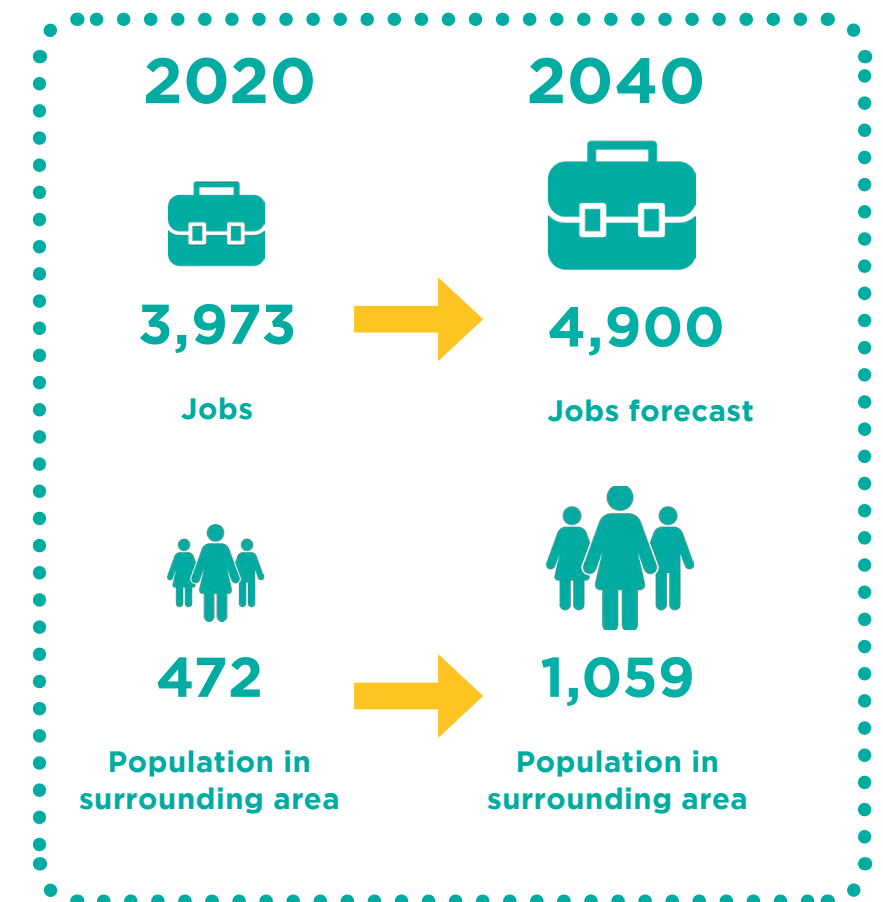 2020
2040
3,973
4,900
Jobs
Jobs forecast
472
1,059
Population in
surrounding area
Population in
surrounding area